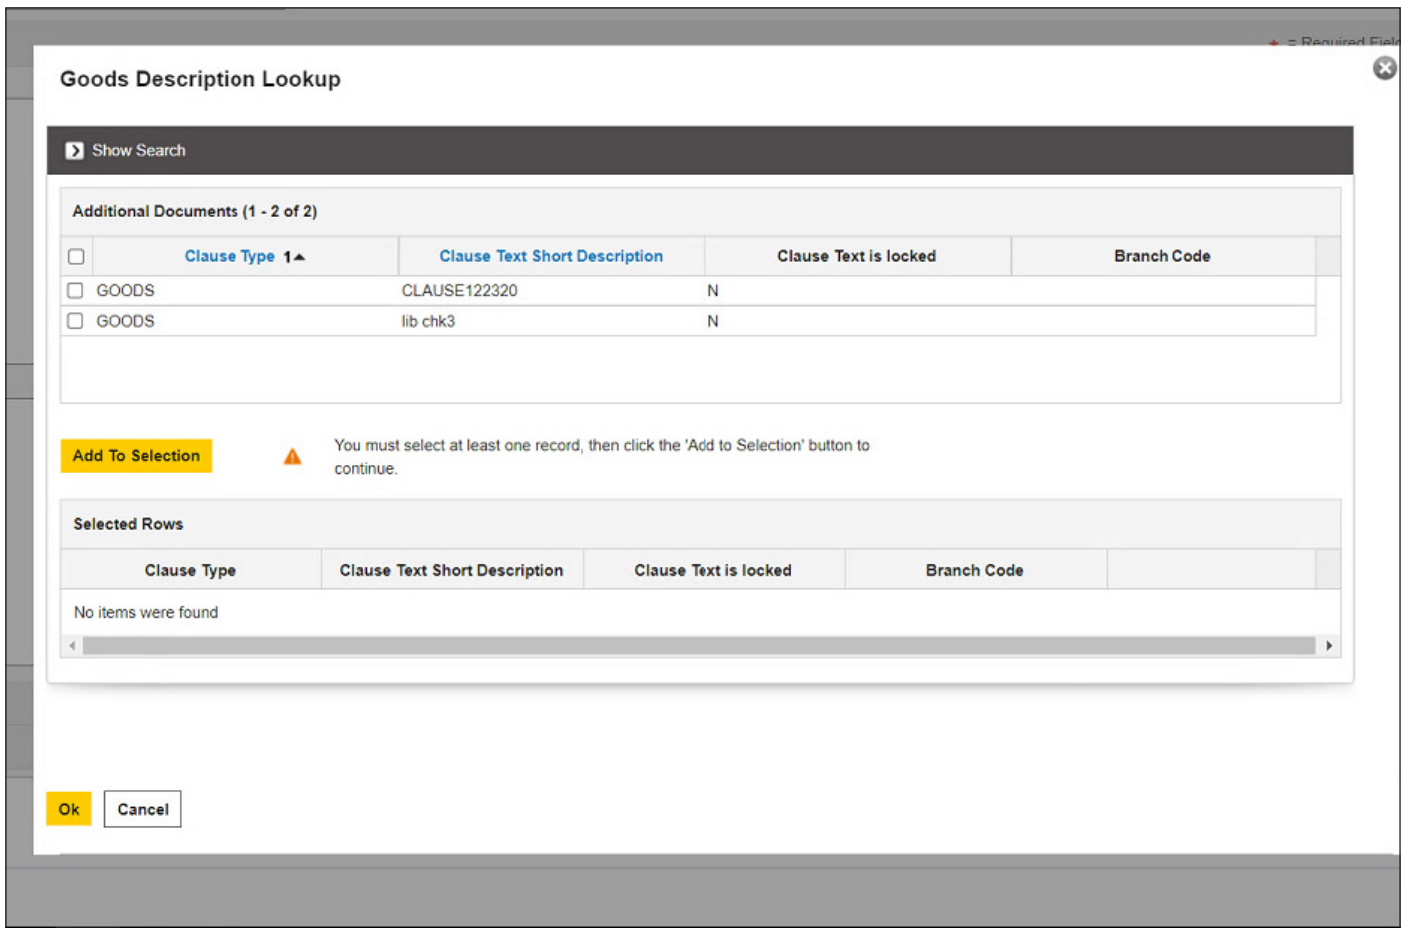 = Required Field
Goods Description Lookup
Show Search
Additional Documents (1 - 2 of 2)
Clause Type 1 Clause Text Short Description Clause Text is locked Branch Code
GOODS CLAUSE122320 N
GOODS lib chk3 N
Add To Selection
You must select at least one record, then click the 'Add to Selection' button to
continue.
Selected Rows
Clause Type Clause Text Short Description Clause Text is locked Branch Code
No items were found
Ok Cancel